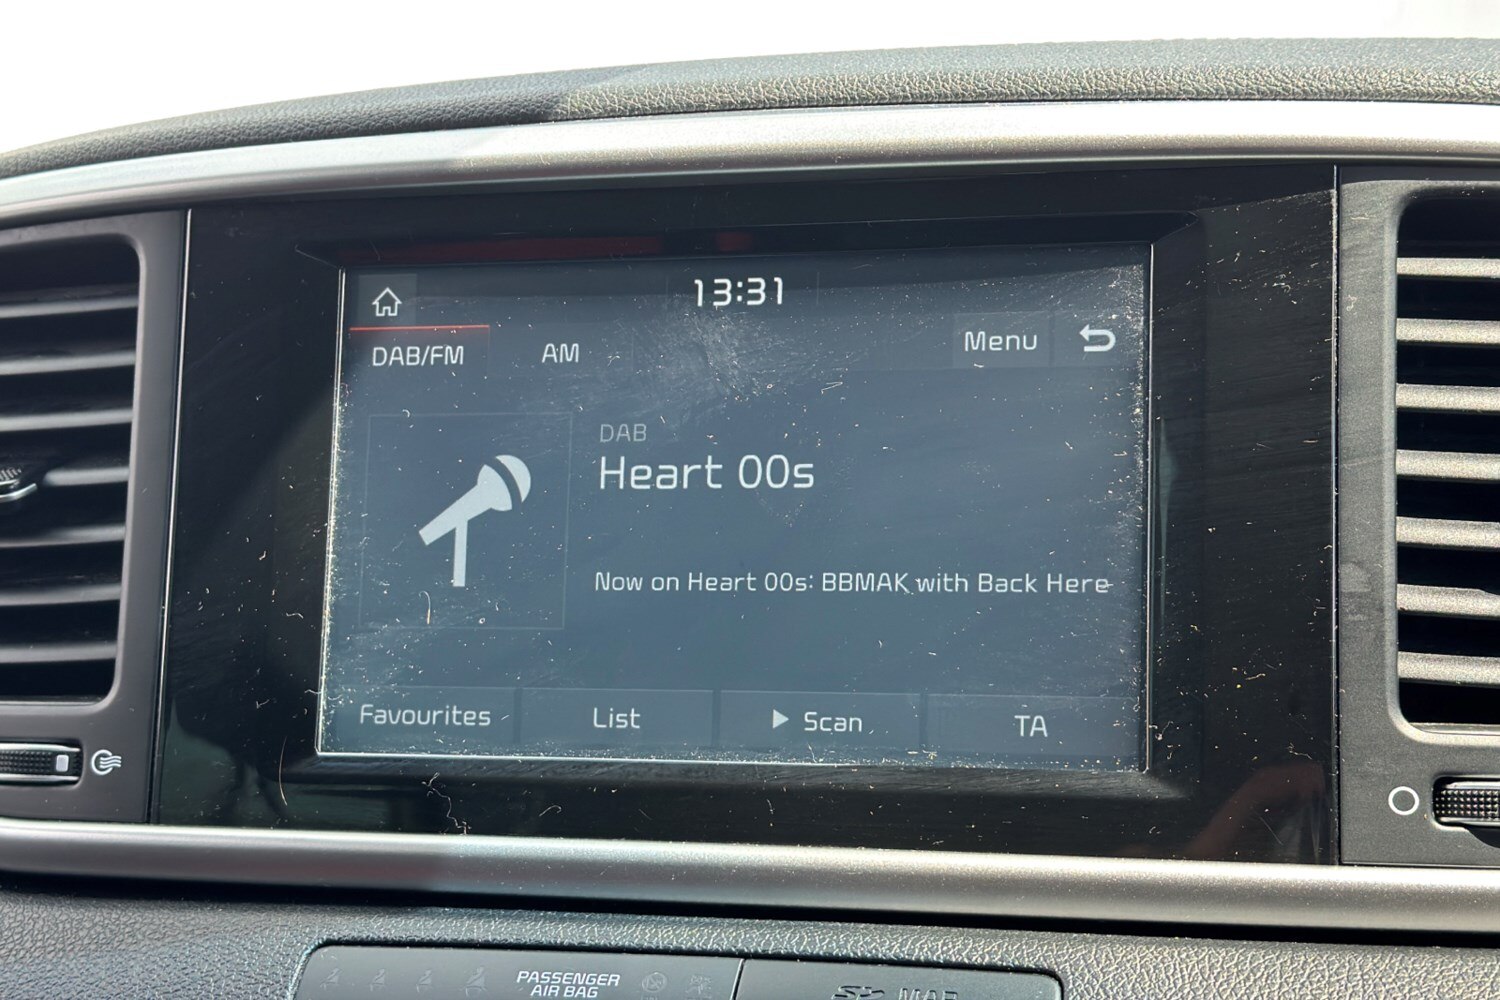 13:31
DAB/FM AM Menu
DAB
Heart 00s
Now on Heart 00s: BBMAK with Back Here
Favourites List Scan TA
PASSENGER
AIR BAG
MAP